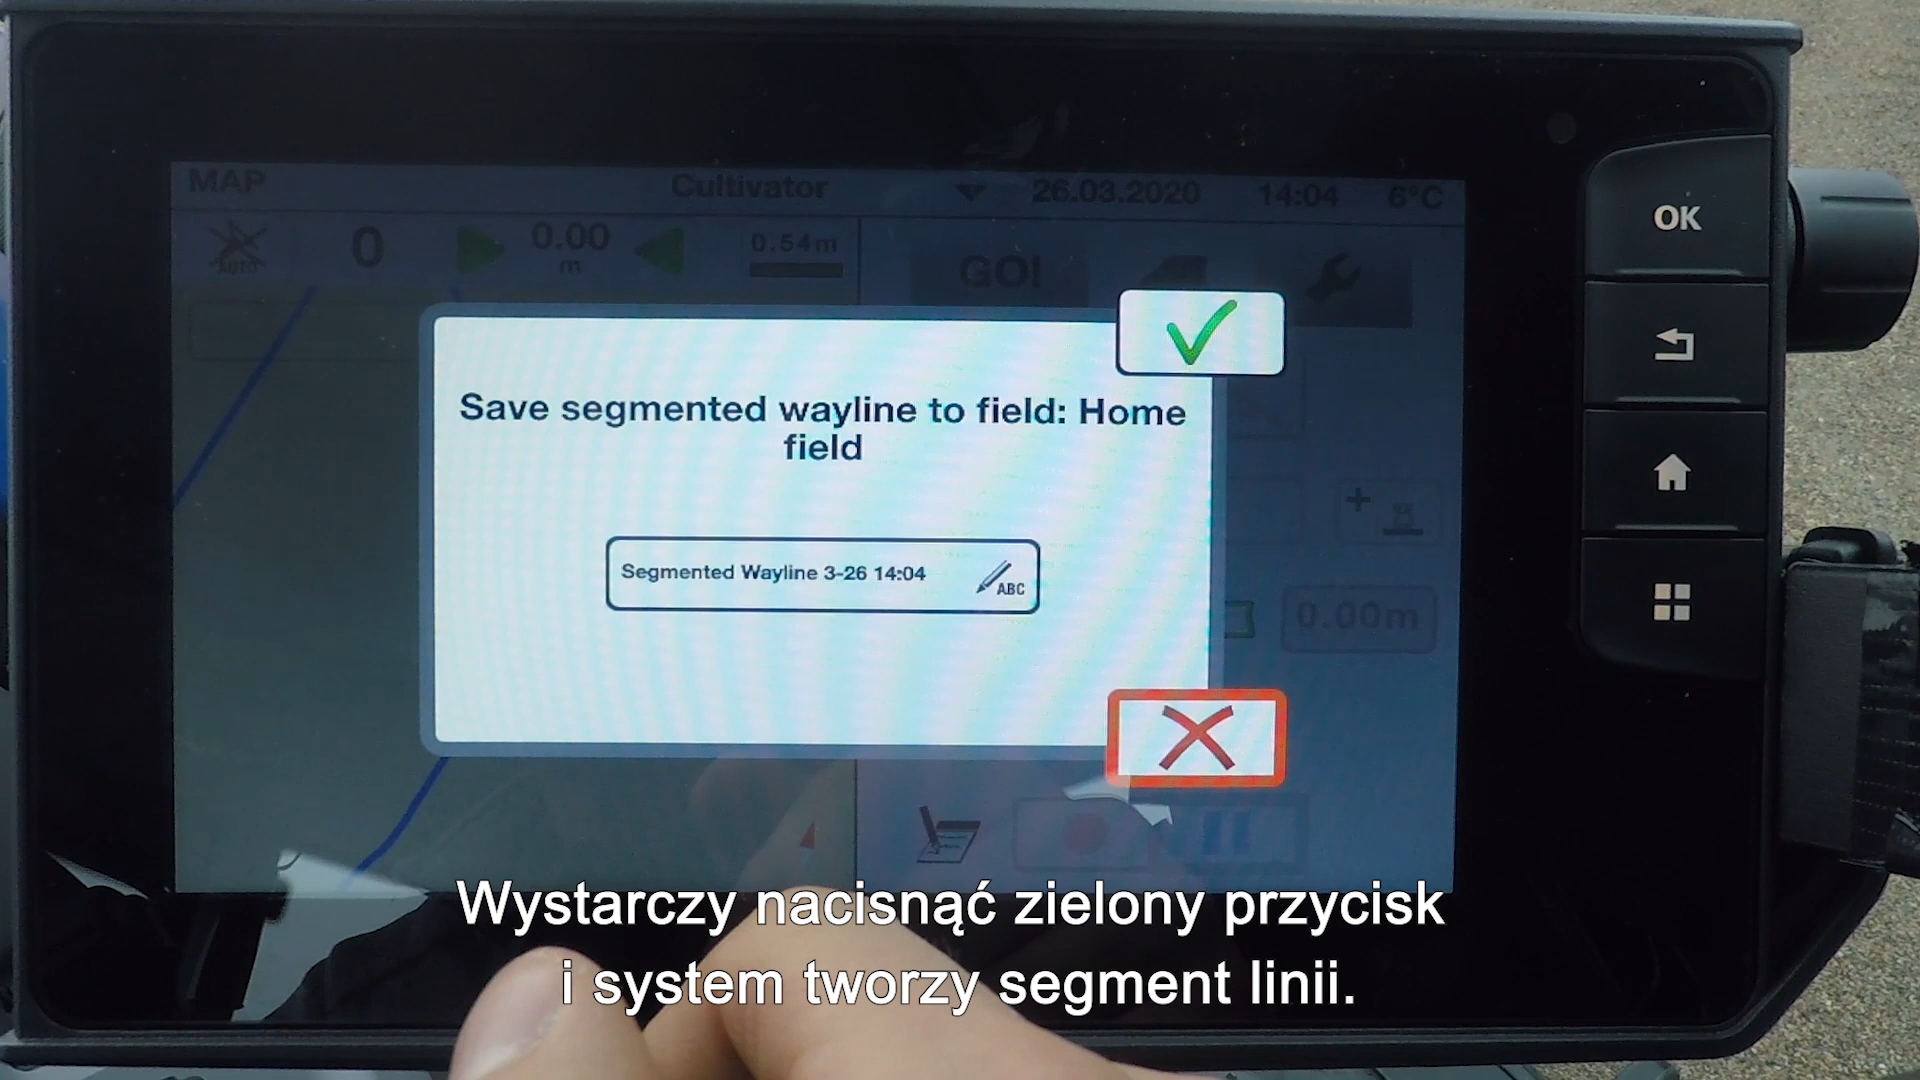 MAP Cultivator 26.03.2020 14:04 6°C
AUTO 0 0.00 m 0.54m
GO!
Save segmented wayline to field: Home
field
Segmented Wayline 3-26 14:04 ABC
0.00m
OK
Wystarczy nacisnąć zielony przycisk
i system tworzy segment linii.